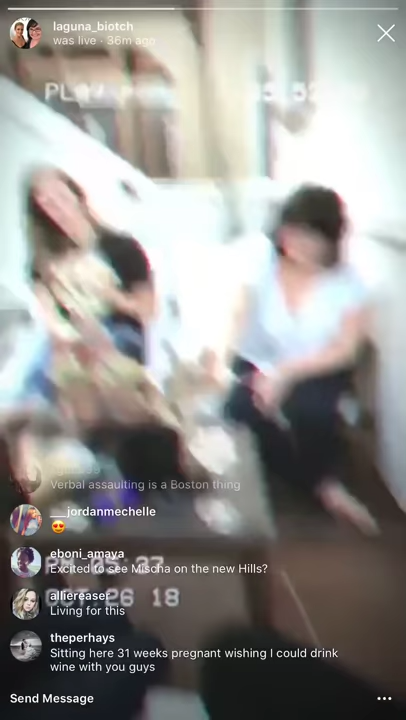 laguna_biotch
was live · 36m ago
Verbal assaulting is a Boston thing
__jordanmechelle
😍
eboni_amaya
Excited to see Mischa on the new Hills?
alliereaser
Living for this
theperhays
Sitting here 31 weeks pregnant wishing I could drink
wine with you guys
Send Message